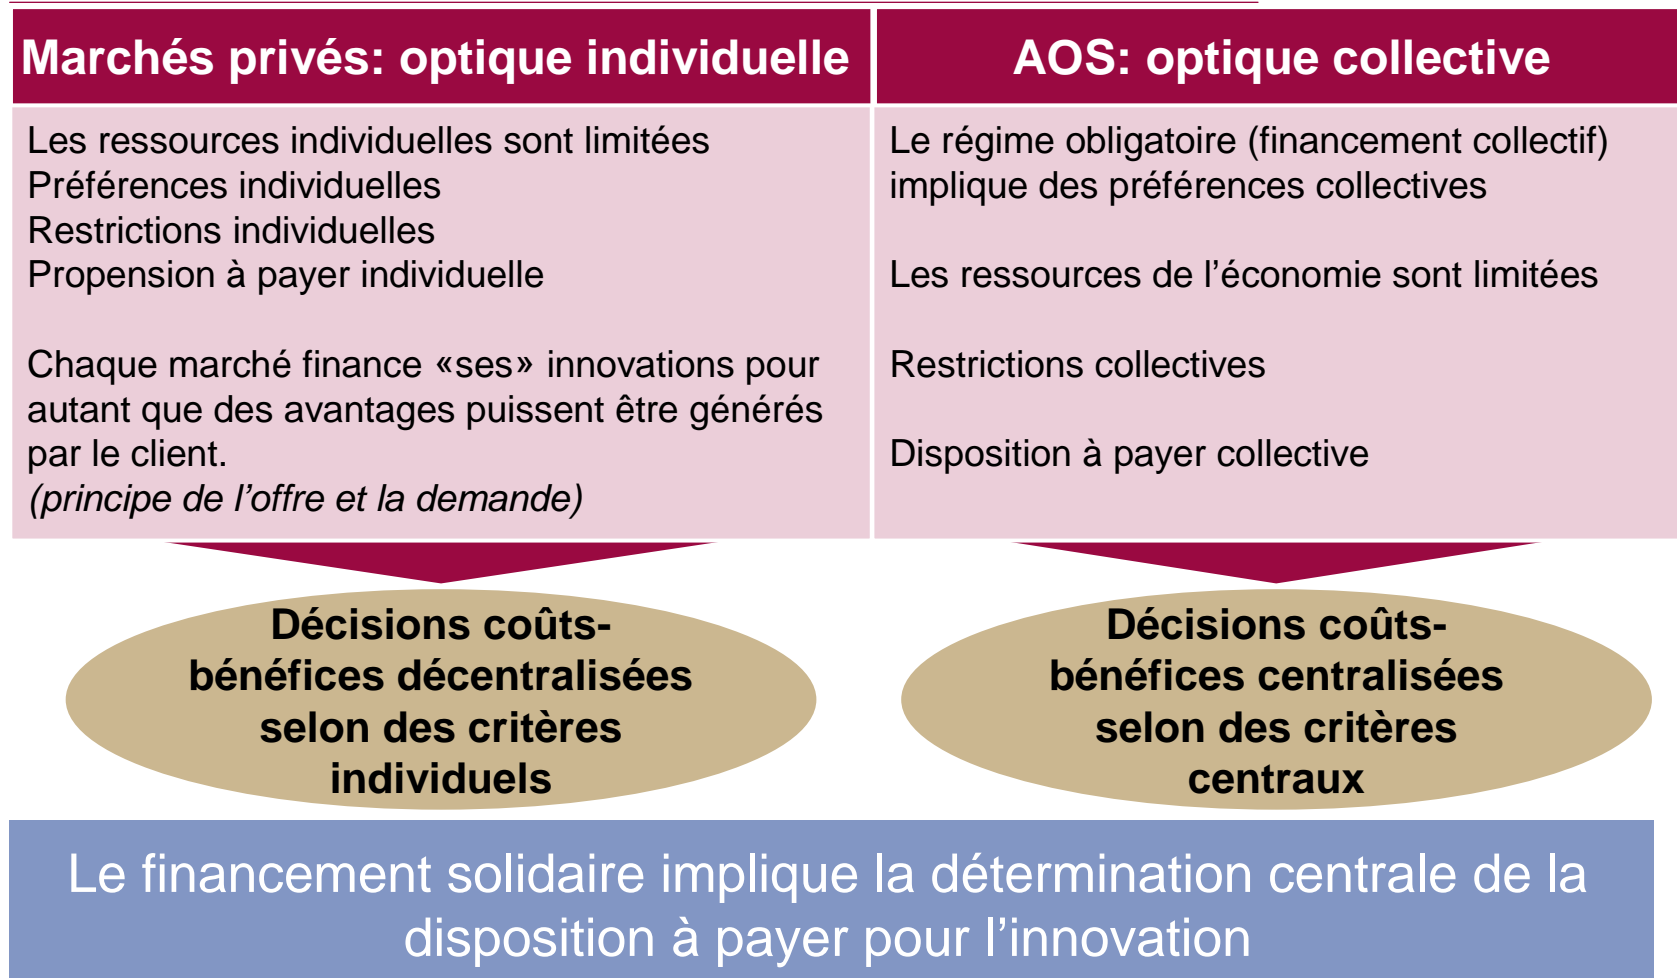 Marchés privés: optique individuelle
AOS: optique collective
Les ressources individuelles sont limitées
Préférences individuelles
Restrictions individuelles
Propension à payer individuelle
Chaque marché finance «ses» innovations pour
autant que des avantages puissent être générés
par le client.
(principe de l’offre et la demande)
Le régime obligatoire (financement collectif)
implique des préférences collectives
Les ressources de l’économie sont limitées
Restrictions collectives
Disposition à payer collective
Décisions coûts-
bénéfices décentralisées
selon des critères
individuels
Décisions coûts-
bénéfices centralisées
selon des critères
centraux
Le financement solidaire implique la détermination centrale de la
disposition à payer pour l’innovation